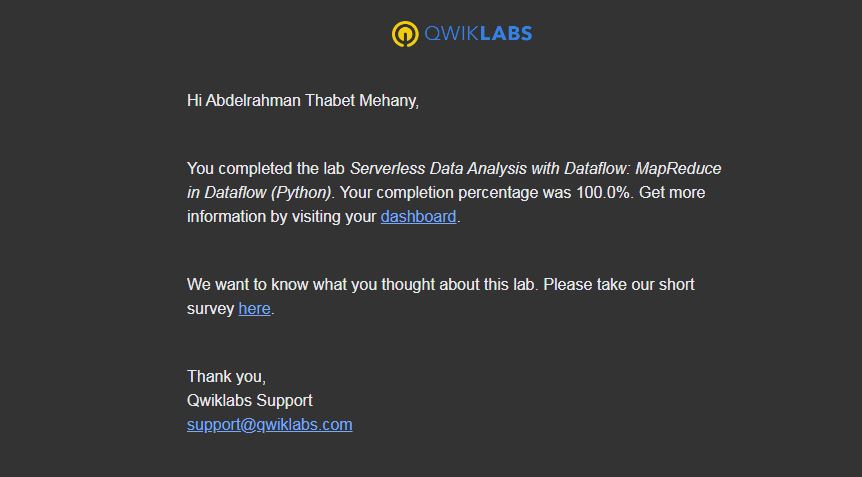 QWIKLABS
Hi Abdelrahman Thabet Mehany,
You completed the lab Serverless Data Analysis with Dataflow: MapReduce
in Dataflow (Python). Your completion percentage was 100.0%. Get more
information by visiting your dashboard.
We want to know what you thought about this lab. Please take our short
survey here.
Thank you,
Qwiklabs Support
support@qwiklabs.com